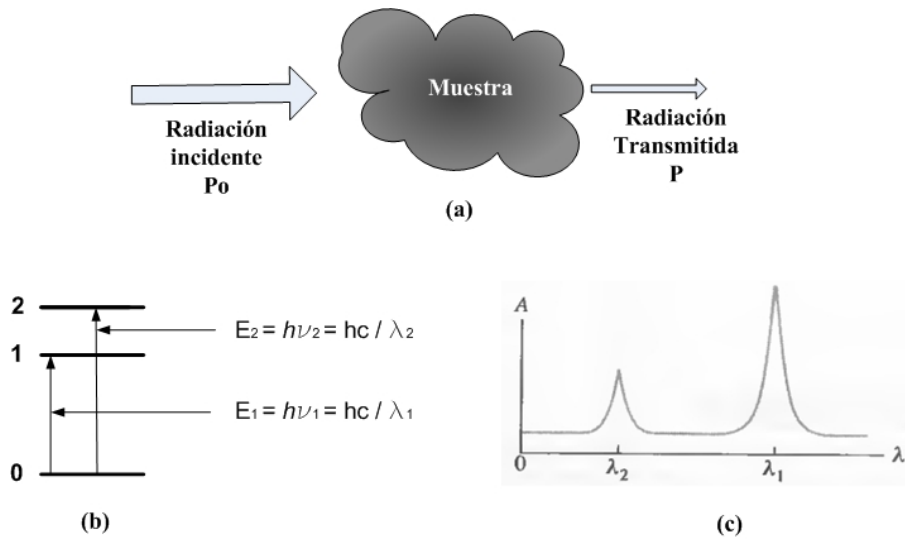 Muestra
Radiación
incidente
Po
Radiación
Transmitida
P
(a)
2
1
0
E₂ = hν₂ = hc / λ₂
E₁ = hν₁ = hc / λ₁
(b)
A
0
λ₂
λ₁
λ
(c)